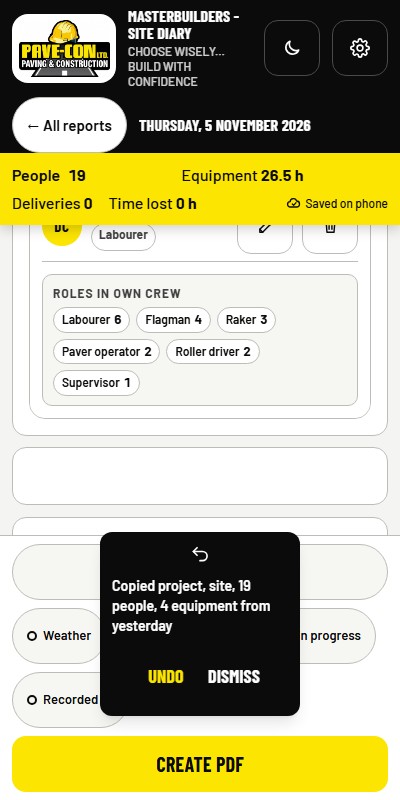 PAVE-CON LTD.
PAVING & CONSTRUCTION
MASTERBUILDERS -
SITE DIARY
CHOOSE WISELY...
BUILD WITH
CONFIDENCE
← All reports
THURSDAY, 5 NOVEMBER 2026
People 19
Equipment 26.5 h
Deliveries 0
Time lost 0 h
Saved on phone
DC
Labourer
ROLES IN OWN CREW
Labourer 6
Flagman 4
Raker 3
Paver operator 2
Roller driver 2
Supervisor 1
Copied project, site, 19
people, 4 equipment from
yesterday
UNDO
DISMISS
Weather
n progress
Recorded
CREATE PDF